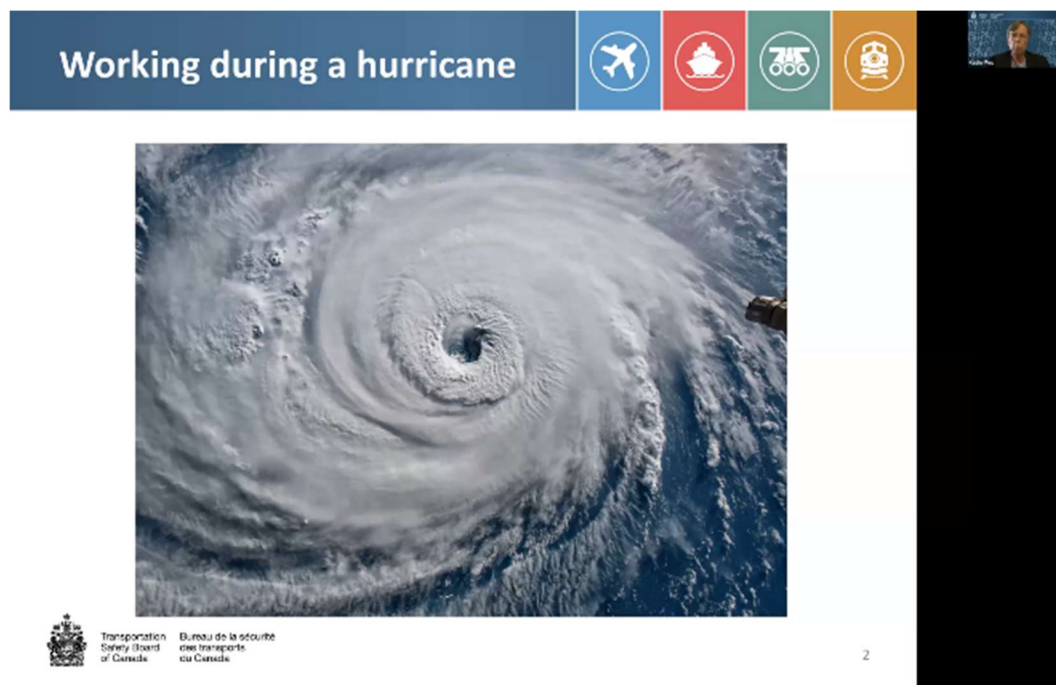 Working during a hurricane
Transportation
Safety Board
of Canada
Bureau de la sécurité
des transports
du Canada
2